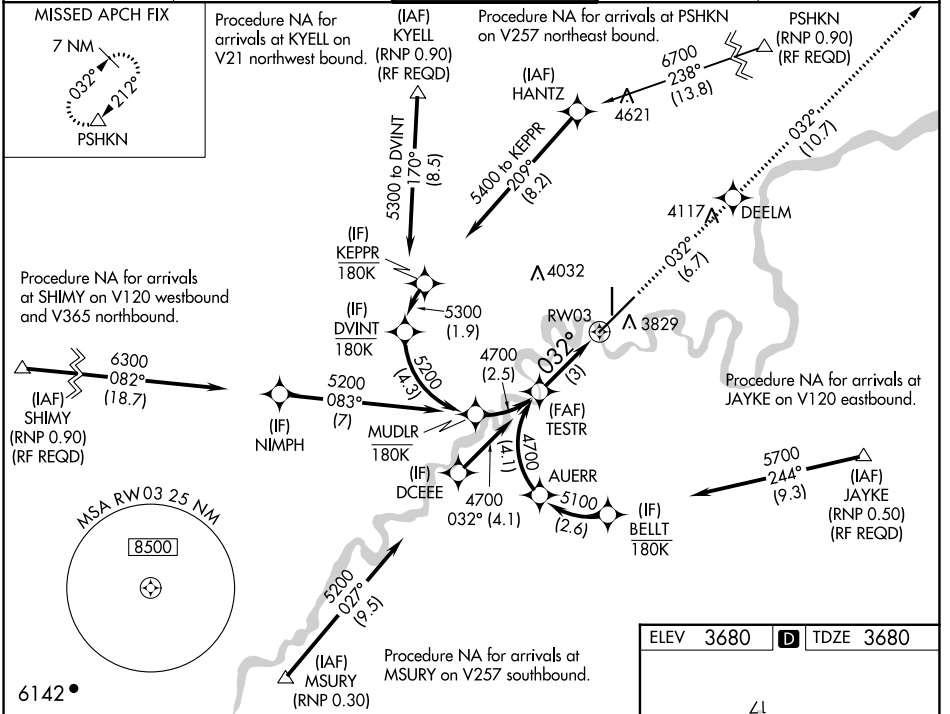 MISSED APCH FIX
7 NM
032°
212°
PSHKN
Procedure NA for
arrivals at KYELL on
V21 northwest bound.
(IAF)
KYELL
(RNP 0.90)
(RF REQD)
Procedure NA for arrivals at PSHKN
on V257 northeast bound.
PSHKN
(RNP 0.90)
(RF REQD)
6700
238°
(13.8)
(IAF)
HANTZ
4621
032°
(10.7)
5300 to DVINT
170°
(8.5)
5400 to KEPPR
209°
(8.2)
4117
DEELM
032°
(6.7)
(IF)
KEPPR
180K
4032
Procedure NA for arrivals
at SHIMY on V120 westbound
and V365 northbound.
(IF)
DVINT
180K
5300
(1.9)
RW03
3829
6300
082°
(18.7)
5200
(4.3)
4700
(2.5)
032°
(3)
(IAF)
SHIMY
(RNP 0.90)
(RF REQD)
5200
083°
(7)
(IF)
NIMPH
MUDLR
180K
(FAF)
TESTR
Procedure NA for arrivals at
JAYKE on V120 eastbound.
(IF)
DCEEE
4700
032° (4.1)
4700
(4.1)
AUERR
5100
(2.6)
(IF)
BELLT
180K
5700
244°
(9.3)
(IAF)
JAYKE
(RNP 0.50)
(RF REQD)
MSA RW03 25 NM
8500
5200
027°
(9.5)
(IAF)
MSURY
(RNP 0.30)
Procedure NA for arrivals at
MSURY on V257 southbound.
6142
ELEV 3680 D TDZE 3680
17